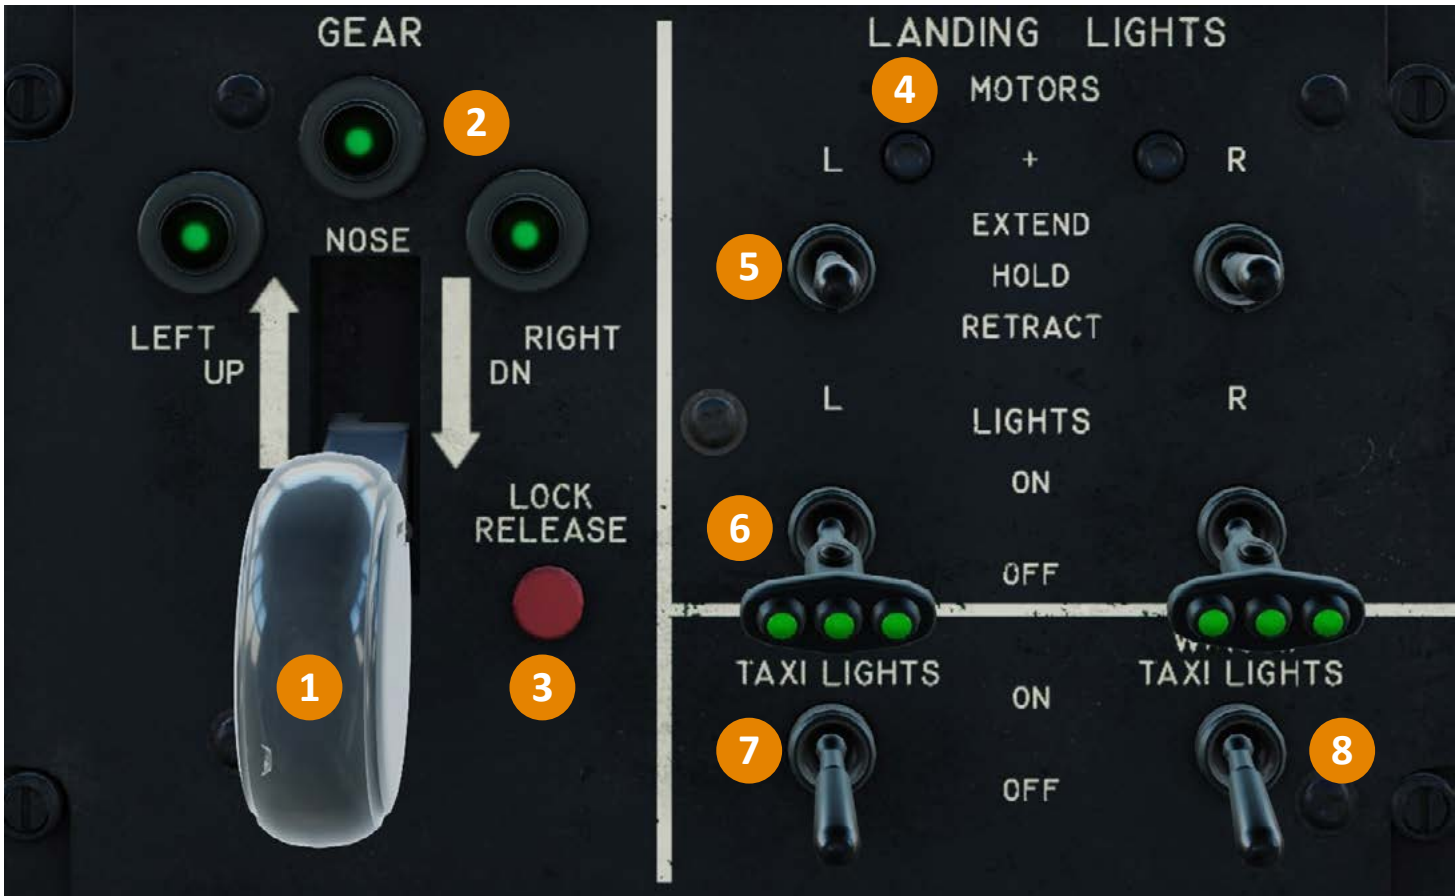 GEAR
2
NOSE
LEFT
UP
RIGHT
DN
LOCK
RELEASE
1
3
LANDING LIGHTS
4
MOTORS
L + R
EXTEND
5
HOLD
RETRACT
L R
LIGHTS
ON
6
OFF
TAXI LIGHTS
TAXI LIGHTS
ON
7
8
OFF